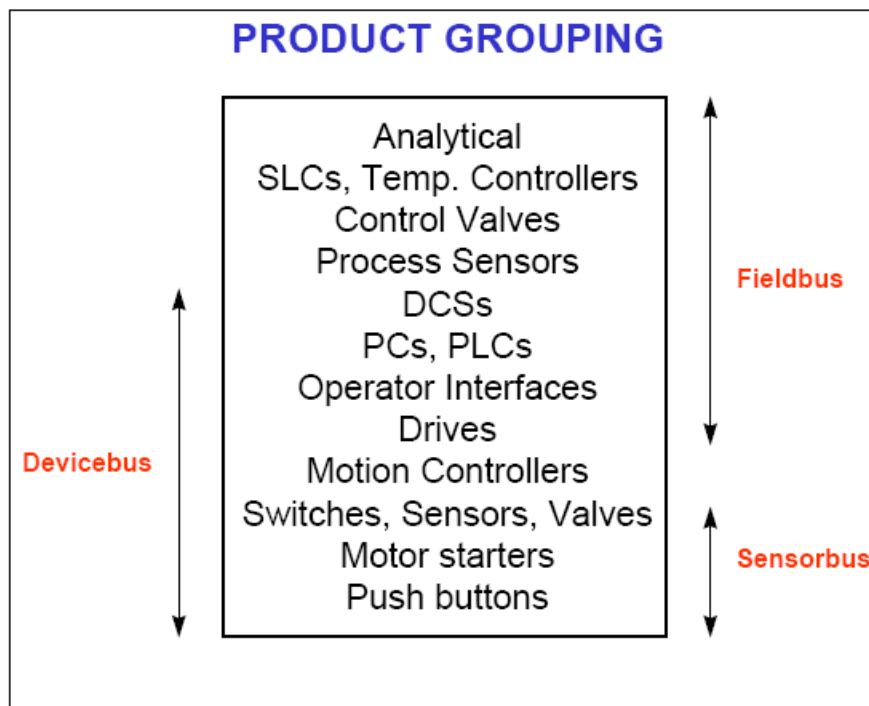 PRODUCT GROUPING
Analytical
SLCs, Temp. Controllers
Control Valves
Process Sensors
DCSs
PCs, PLCs
Operator Interfaces
Drives
Motion Controllers
Switches, Sensors, Valves
Motor starters
Push buttons
Devicebus
Fieldbus
Sensorbus